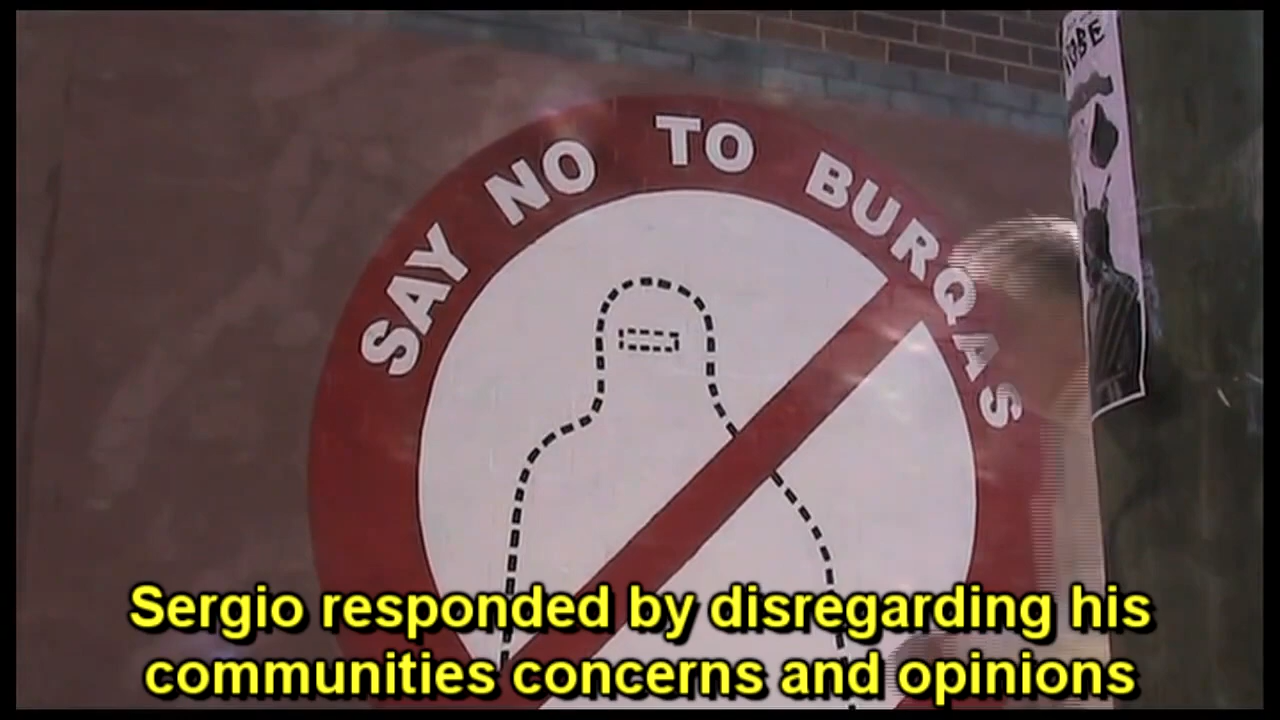 SAY NO TO BURQAS
Sergio responded by disregarding his
communities concerns and opinions